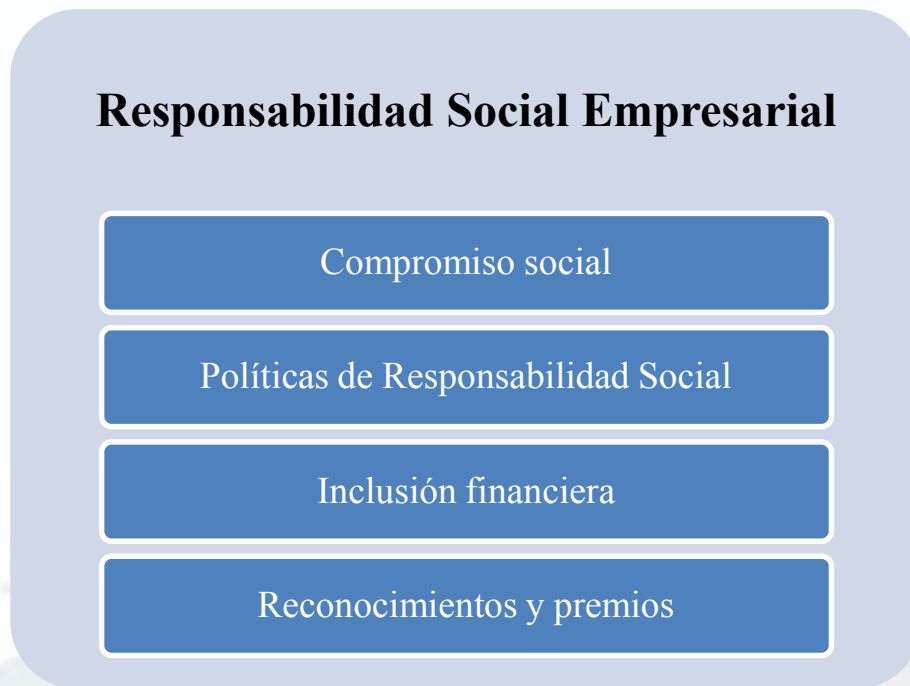 Responsabilidad Social Empresarial
Compromiso social
Políticas de Responsabilidad Social
Inclusión financiera
Reconocimientos y premios